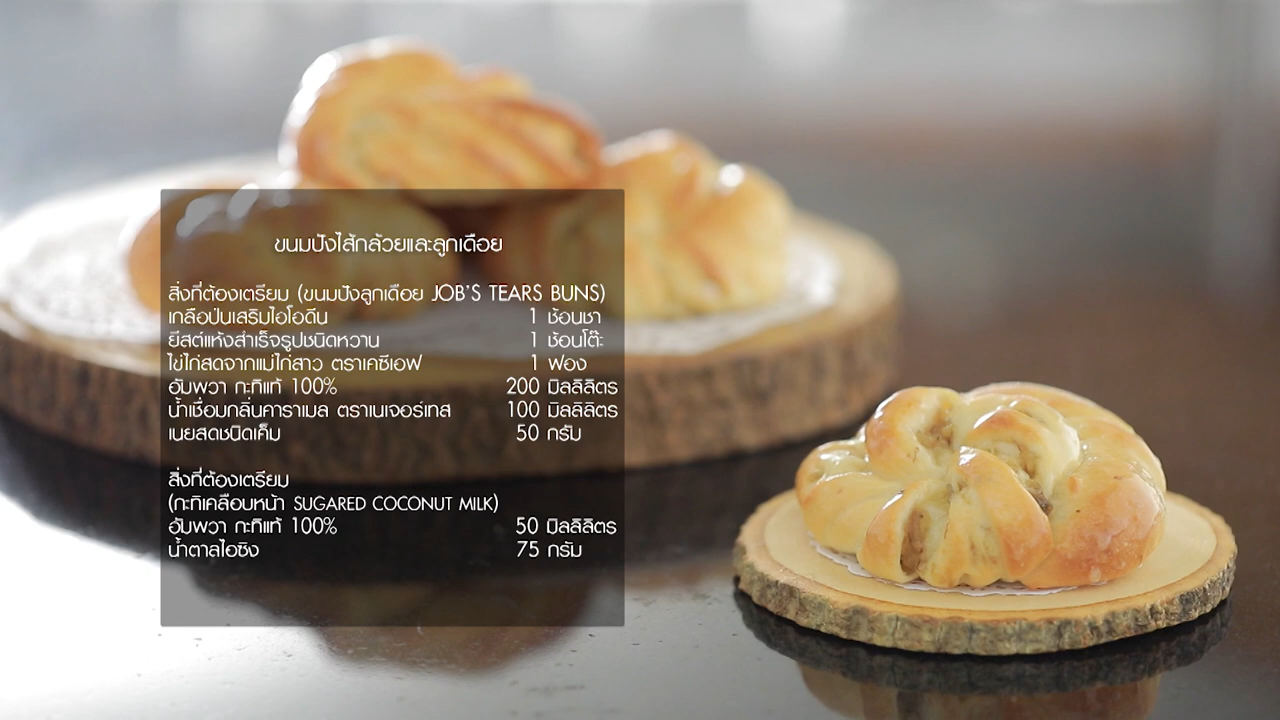 ขนมปังไส้กล้วยและลูกเดือย
สิ่งที่ต้องเตรียม (ขนมปังลูกเดือย JOB'S TEARS BUNS)
เกลือป่นเสริมไอโอดีน 1 ช้อนชา
ยีสต์แห้งสำเร็จรูปชนิดหวาน 1 ช้อนโต๊ะ
ไข่ไก่สดจากแม่ไก่สาว ตราเคซีเอฟ 1 ฟอง
อัมพวา กะทิแท้ 100% 200 มิลลิลิตร
น้ำเชื่อมกลิ่นคาราเมล ตราเนเจอร์เทส 100 มิลลิลิตร
เนยสดชนิดเค็ม 50 กรัม
สิ่งที่ต้องเตรียม
(กะทิเคลือบหน้า SUGARED COCONUT MILK)
อัมพวา กะทิแท้ 100% 50 มิลลิลิตร
น้ำตาลไอซิง 75 กรัม